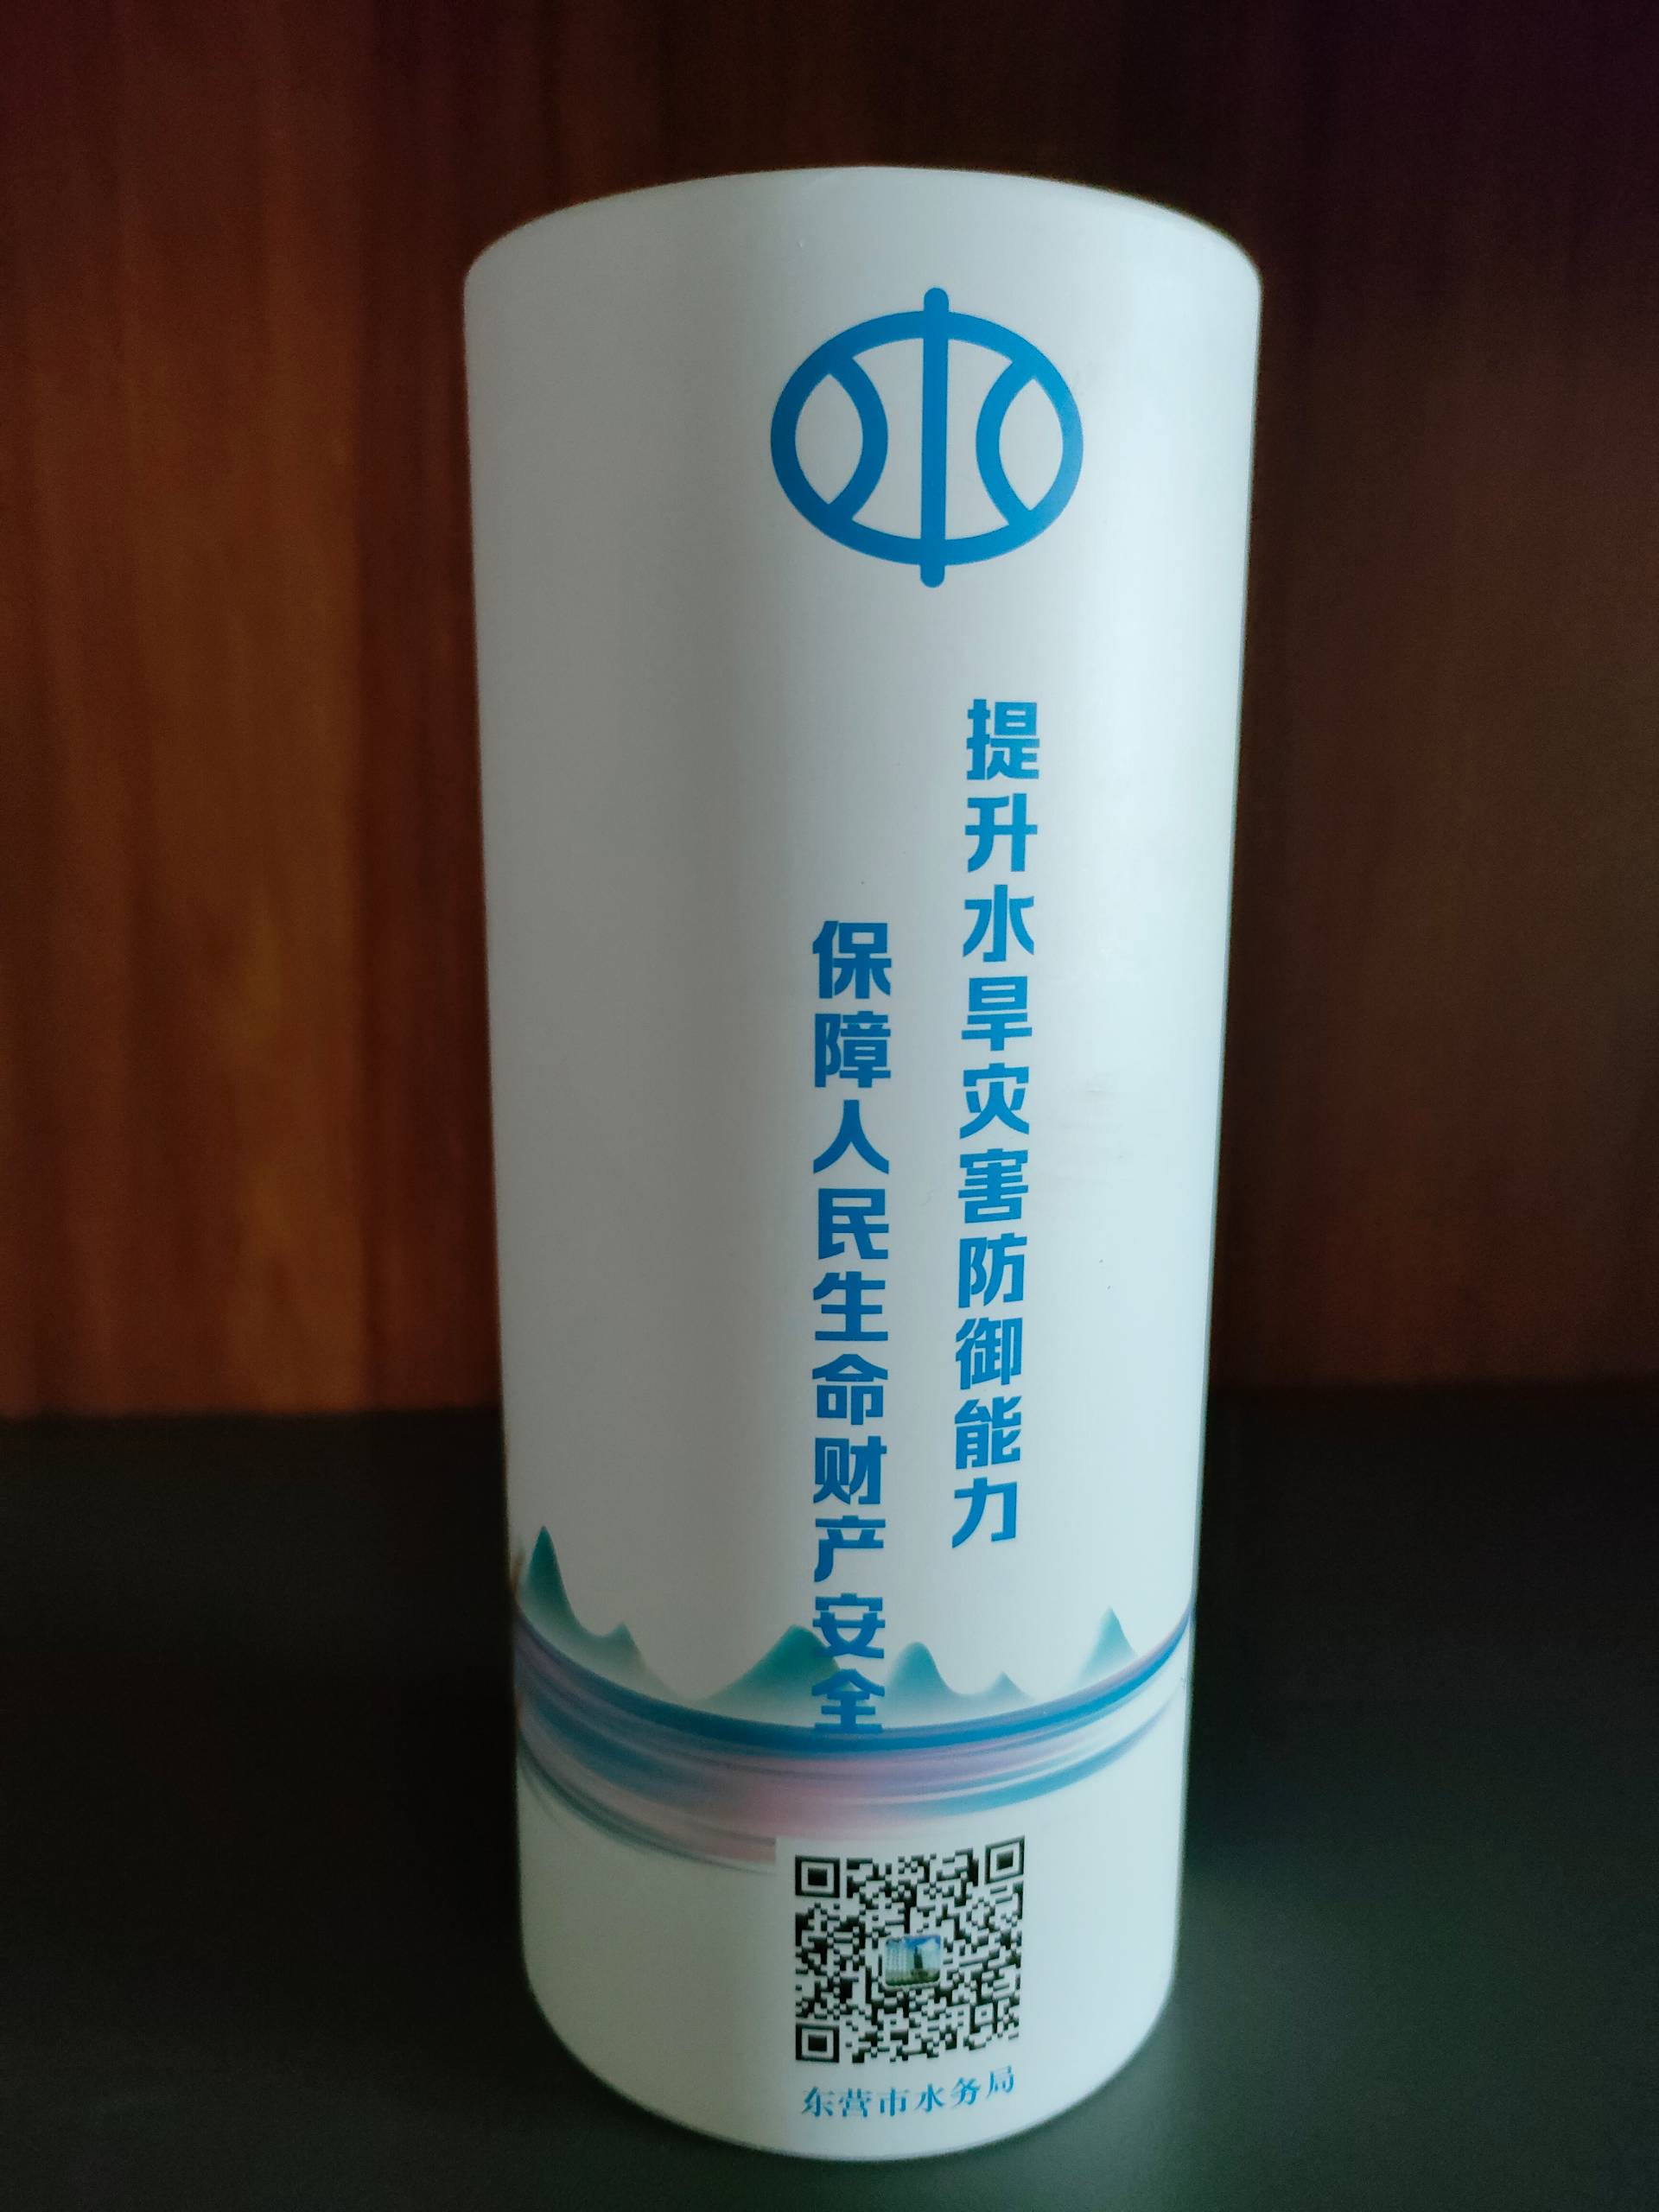 提升水旱灾害防御能力
保障人民生命财产安全
东营市水务局